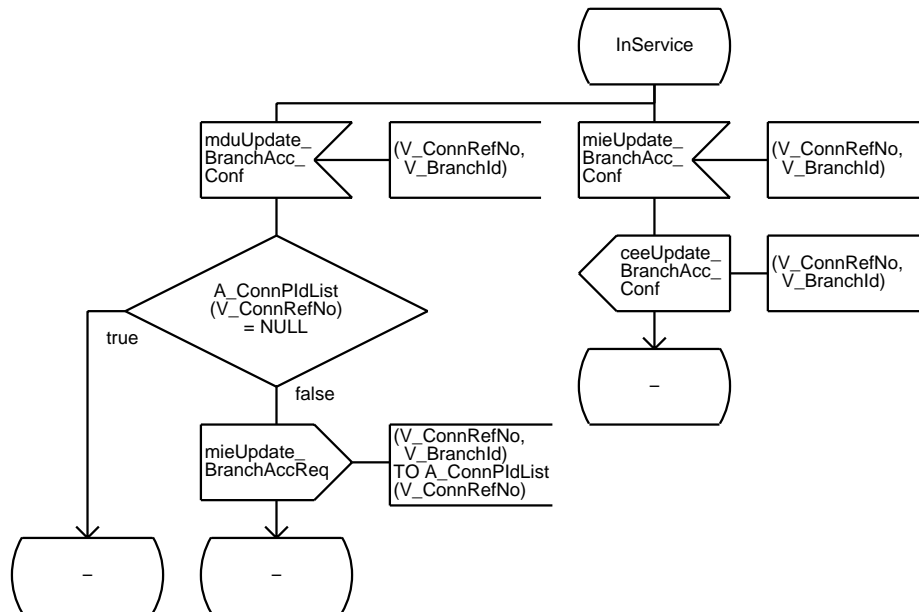 InService
mduUpdate_
BranchAcc_
Conf
(V_ConnRefNo,
V_BranchId)
mieUpdate_
BranchAcc_
Conf
(V_ConnRefNo,
V_BranchId)
A_ConnPIdList
(V_ConnRefNo)
= NULL
true
false
ceeUpdate_
BranchAcc_
Conf
(V_ConnRefNo,
V_BranchId)
–
mieUpdate_
BranchAccReq
(V_ConnRefNo,
V_BranchId)
TO A_ConnPIdList
(V_ConnRefNo)
–
–